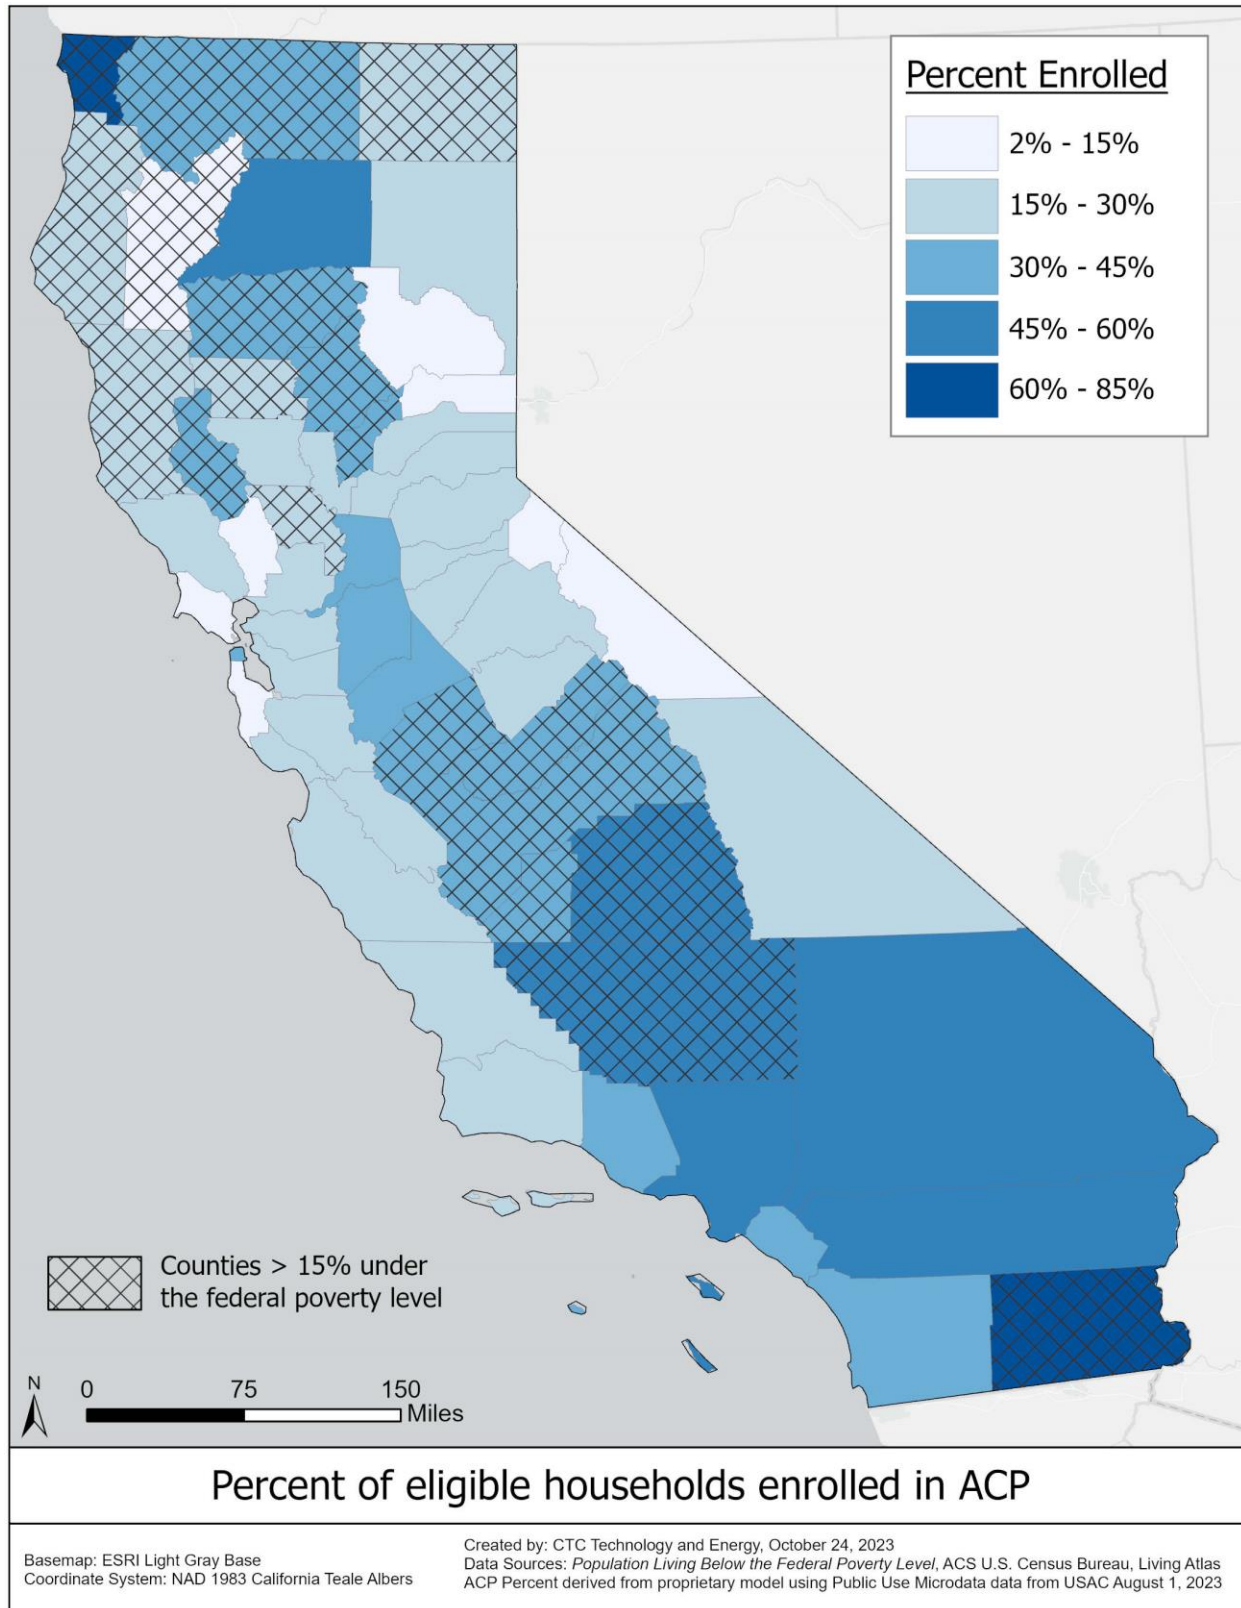 Percent Enrolled
2% - 15%
15% - 30%
30% - 45%
45% - 60%
60% - 85%
Counties > 15% under
the federal poverty level
N
0 75 150
Miles
Percent of eligible households enrolled in ACP
Basemap: ESRI Light Gray Base
Coordinate System: NAD 1983 California Teale Albers
Created by: CTC Technology and Energy, October 24, 2023
Data Sources: Population Living Below the Federal Poverty Level, ACS U.S. Census Bureau, Living Atlas
ACP Percent derived from proprietary model using Public Use Microdata data from USAC August 1, 2023